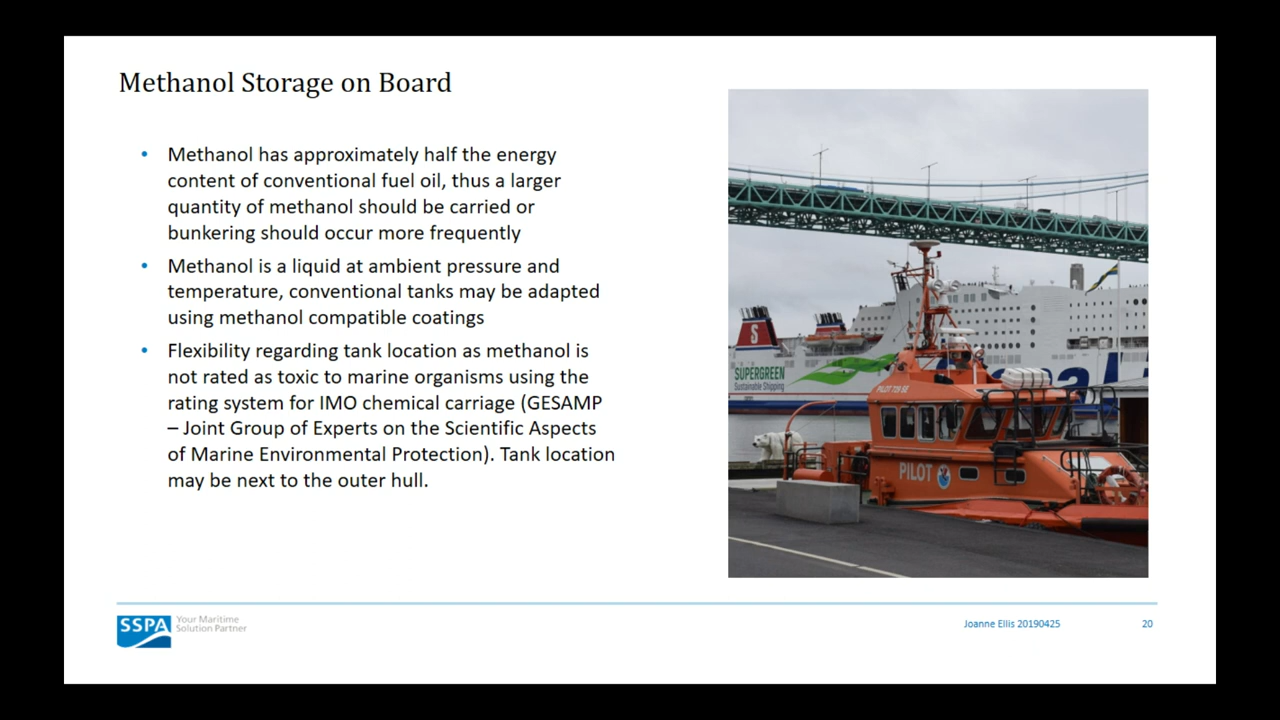 Methanol Storage on Board
• Methanol has approximately half the energy
content of conventional fuel oil, thus a larger
quantity of methanol should be carried or
bunkering should occur more frequently
• Methanol is a liquid at ambient pressure and
temperature, conventional tanks may be adapted
using methanol compatible coatings
• Flexibility regarding tank location as methanol is
not rated as toxic to marine organisms using the
rating system for IMO chemical carriage (GESAMP
– Joint Group of Experts on the Scientific Aspects
of Marine Environmental Protection). Tank location
may be next to the outer hull.
S
SUPERGREEN
Sustainable Shipping
PILOT
SSPA
Your Maritime
Solution Partner
Joanne Ellis 20190425
20